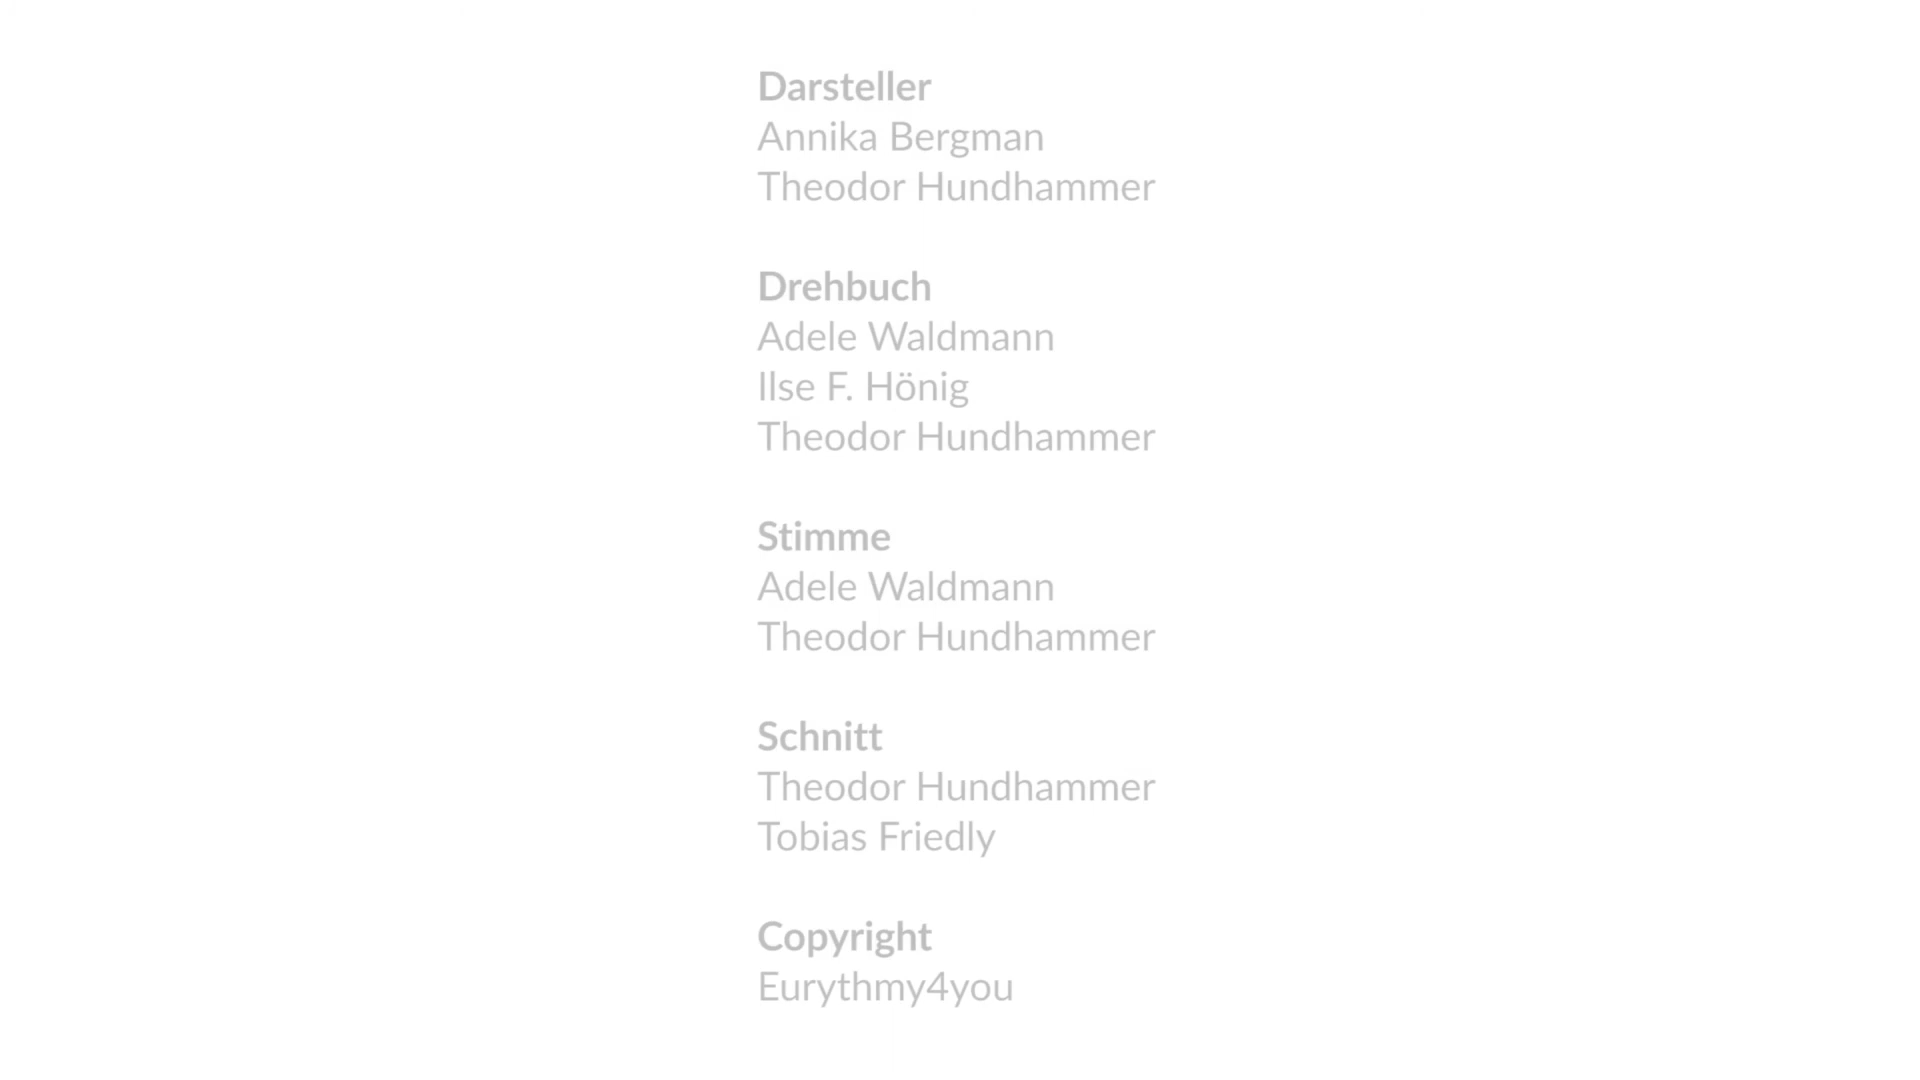 Darsteller
Annika Bergman
Theodor Hundhammer
Drehbuch
Adele Waldmann
Ilse F. Hönig
Theodor Hundhammer
Stimme
Adele Waldmann
Theodor Hundhammer
Schnitt
Theodor Hundhammer
Tobias Friedly
Copyright
Eurythmy4you